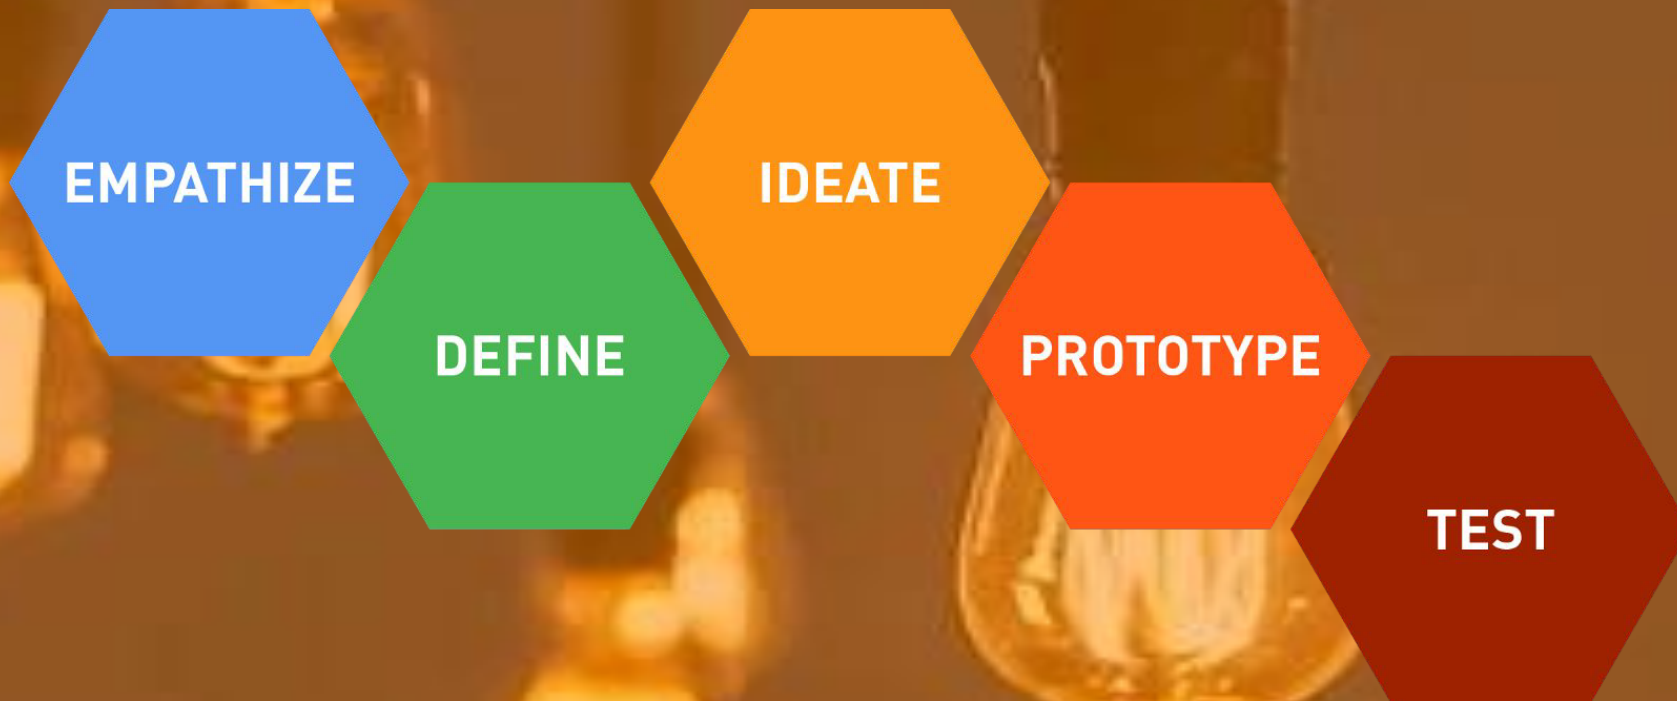 EMPATHIZE
DEFINE
IDEATE
PROTOTYPE
TEST